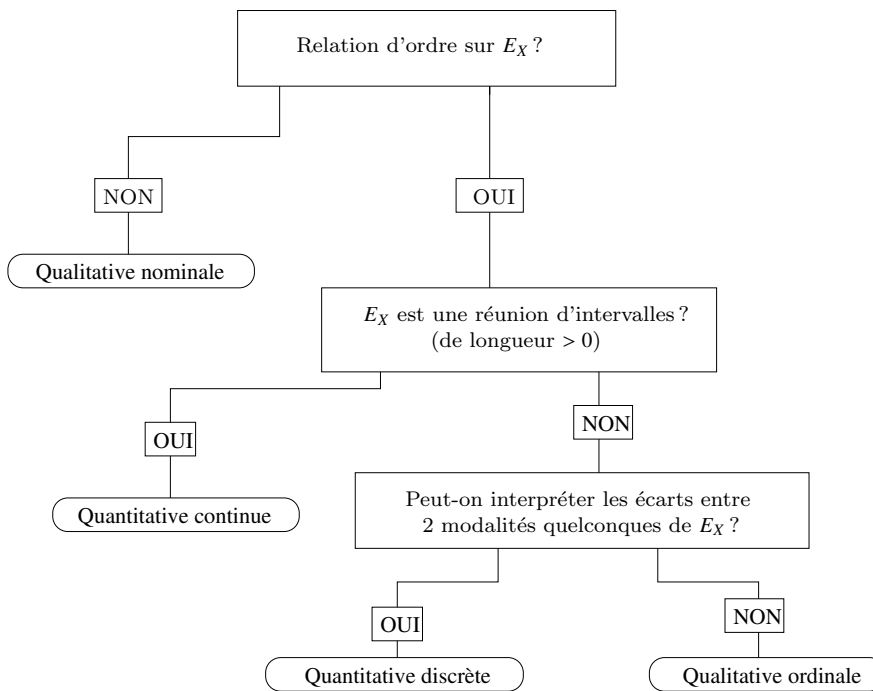 Relation d'ordre sur E_X ?
NON
OUI
Qualitative nominale
E_X est une réunion d'intervalles ?
(de longueur > 0)
OUI
NON
Quantitative continue
Peut-on interpréter les écarts entre
2 modalités quelconques de E_X ?
OUI
NON
Quantitative discrète
Qualitative ordinale